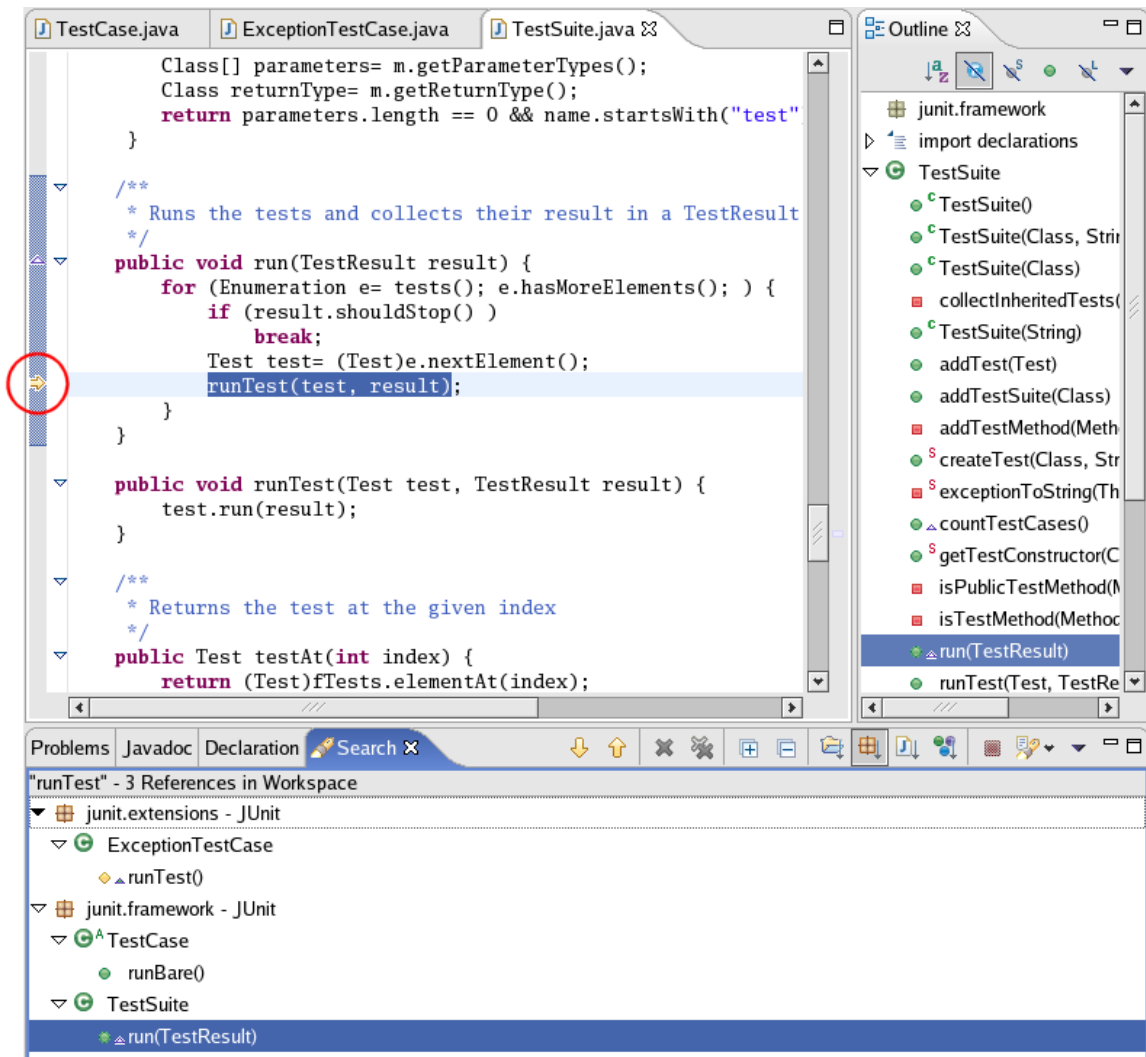 TestCase.java
ExceptionTestCase.java
TestSuite.java
Class[] parameters= m.getParameterTypes();
Class returnType= m.getReturnType();
return parameters.length == 0 && name.startsWith("test"
}
/**
* Runs the tests and collects their result in a TestResult
*/
public void run(TestResult result) {
for (Enumeration e= tests(); e.hasMoreElements(); ) {
if (result.shouldStop() )
break;
Test test= (Test)e.nextElement();
runTest(test, result);
}
}
public void runTest(Test test, TestResult result) {
test.run(result);
}
/**
* Returns the test at the given index
*/
public Test testAt(int index) {
return (Test)fTests.elementAt(index);
Outline
junit.framework
import declarations
TestSuite
TestSuite()
TestSuite(Class, Strin
TestSuite(Class)
collectInheritedTests(
TestSuite(String)
addTest(Test)
addTestSuite(Class)
addTestMethod(Meth
createTest(Class, Str
exceptionToString(Th
countTestCases()
getTestConstructor(C
isPublicTestMethod(M
isTestMethod(Method
run(TestResult)
runTest(Test, TestRe
Problems Javadoc Declaration Search
"runTest" - 3 References in Workspace
junit.extensions - JUnit
ExceptionTestCase
runTest()
junit.framework - JUnit
TestCase
runBare()
TestSuite
run(TestResult)